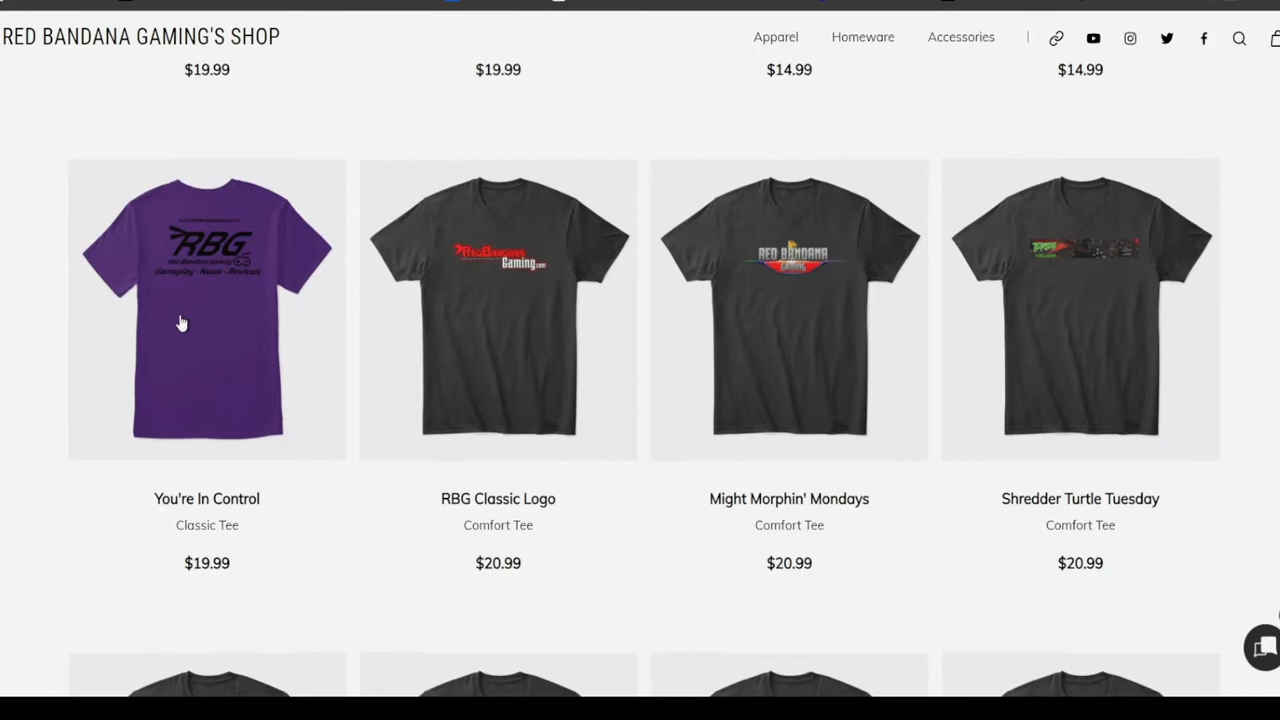 RED BANDANA GAMING'S SHOP
Apparel Homeware Accessories
$19.99 $19.99 $14.99 $14.99
RBG
Red Bandana Gaming
Gameplay - News - Reviews
RedBandana
Gaming.com
RED BANDANA
GAMING
You're In Control RBG Classic Logo Might Morphin' Mondays Shredder Turtle Tuesday
Classic Tee Comfort Tee Comfort Tee Comfort Tee
$19.99 $20.99 $20.99 $20.99